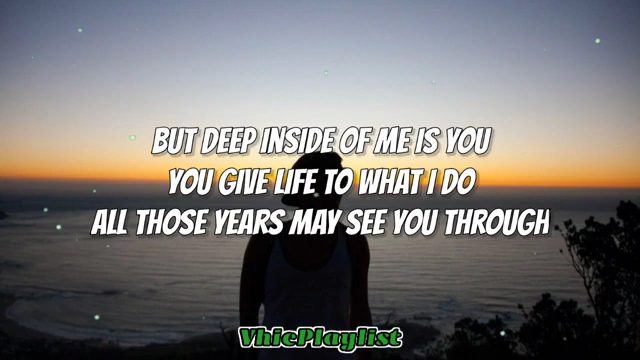 BUT DEEP INSIDE OF ME IS YOU
YOU GIVE LIFE TO WHAT I DO
ALL THOSE YEARS MAY SEE YOU THROUGH
VhicPlaylist